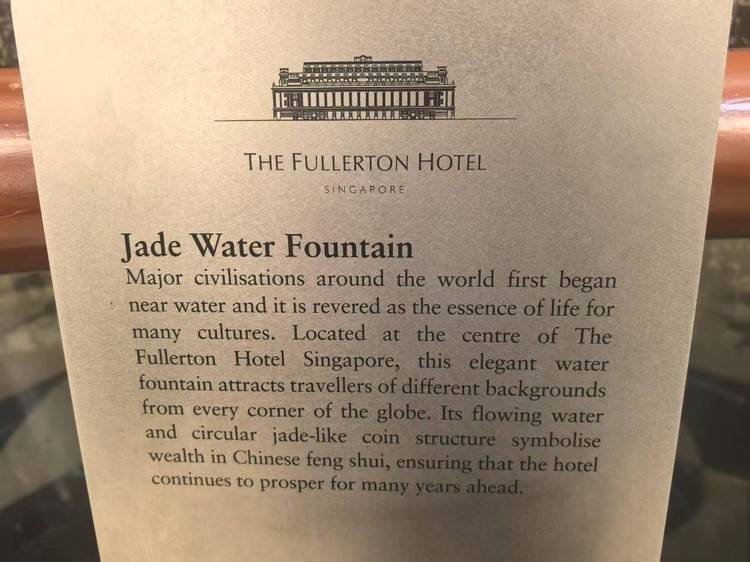 THE FULLERTON HOTEL
SINGAPORE
Jade Water Fountain
Major civilisations around the world first began
near water and it is revered as the essence of life for
many cultures. Located at the centre of The
Fullerton Hotel Singapore, this elegant water
fountain attracts travellers of different backgrounds
from every corner of the globe. Its flowing water
and circular jade-like coin structure symbolise
wealth in Chinese feng shui, ensuring that the hotel
continues to prosper for many years ahead.